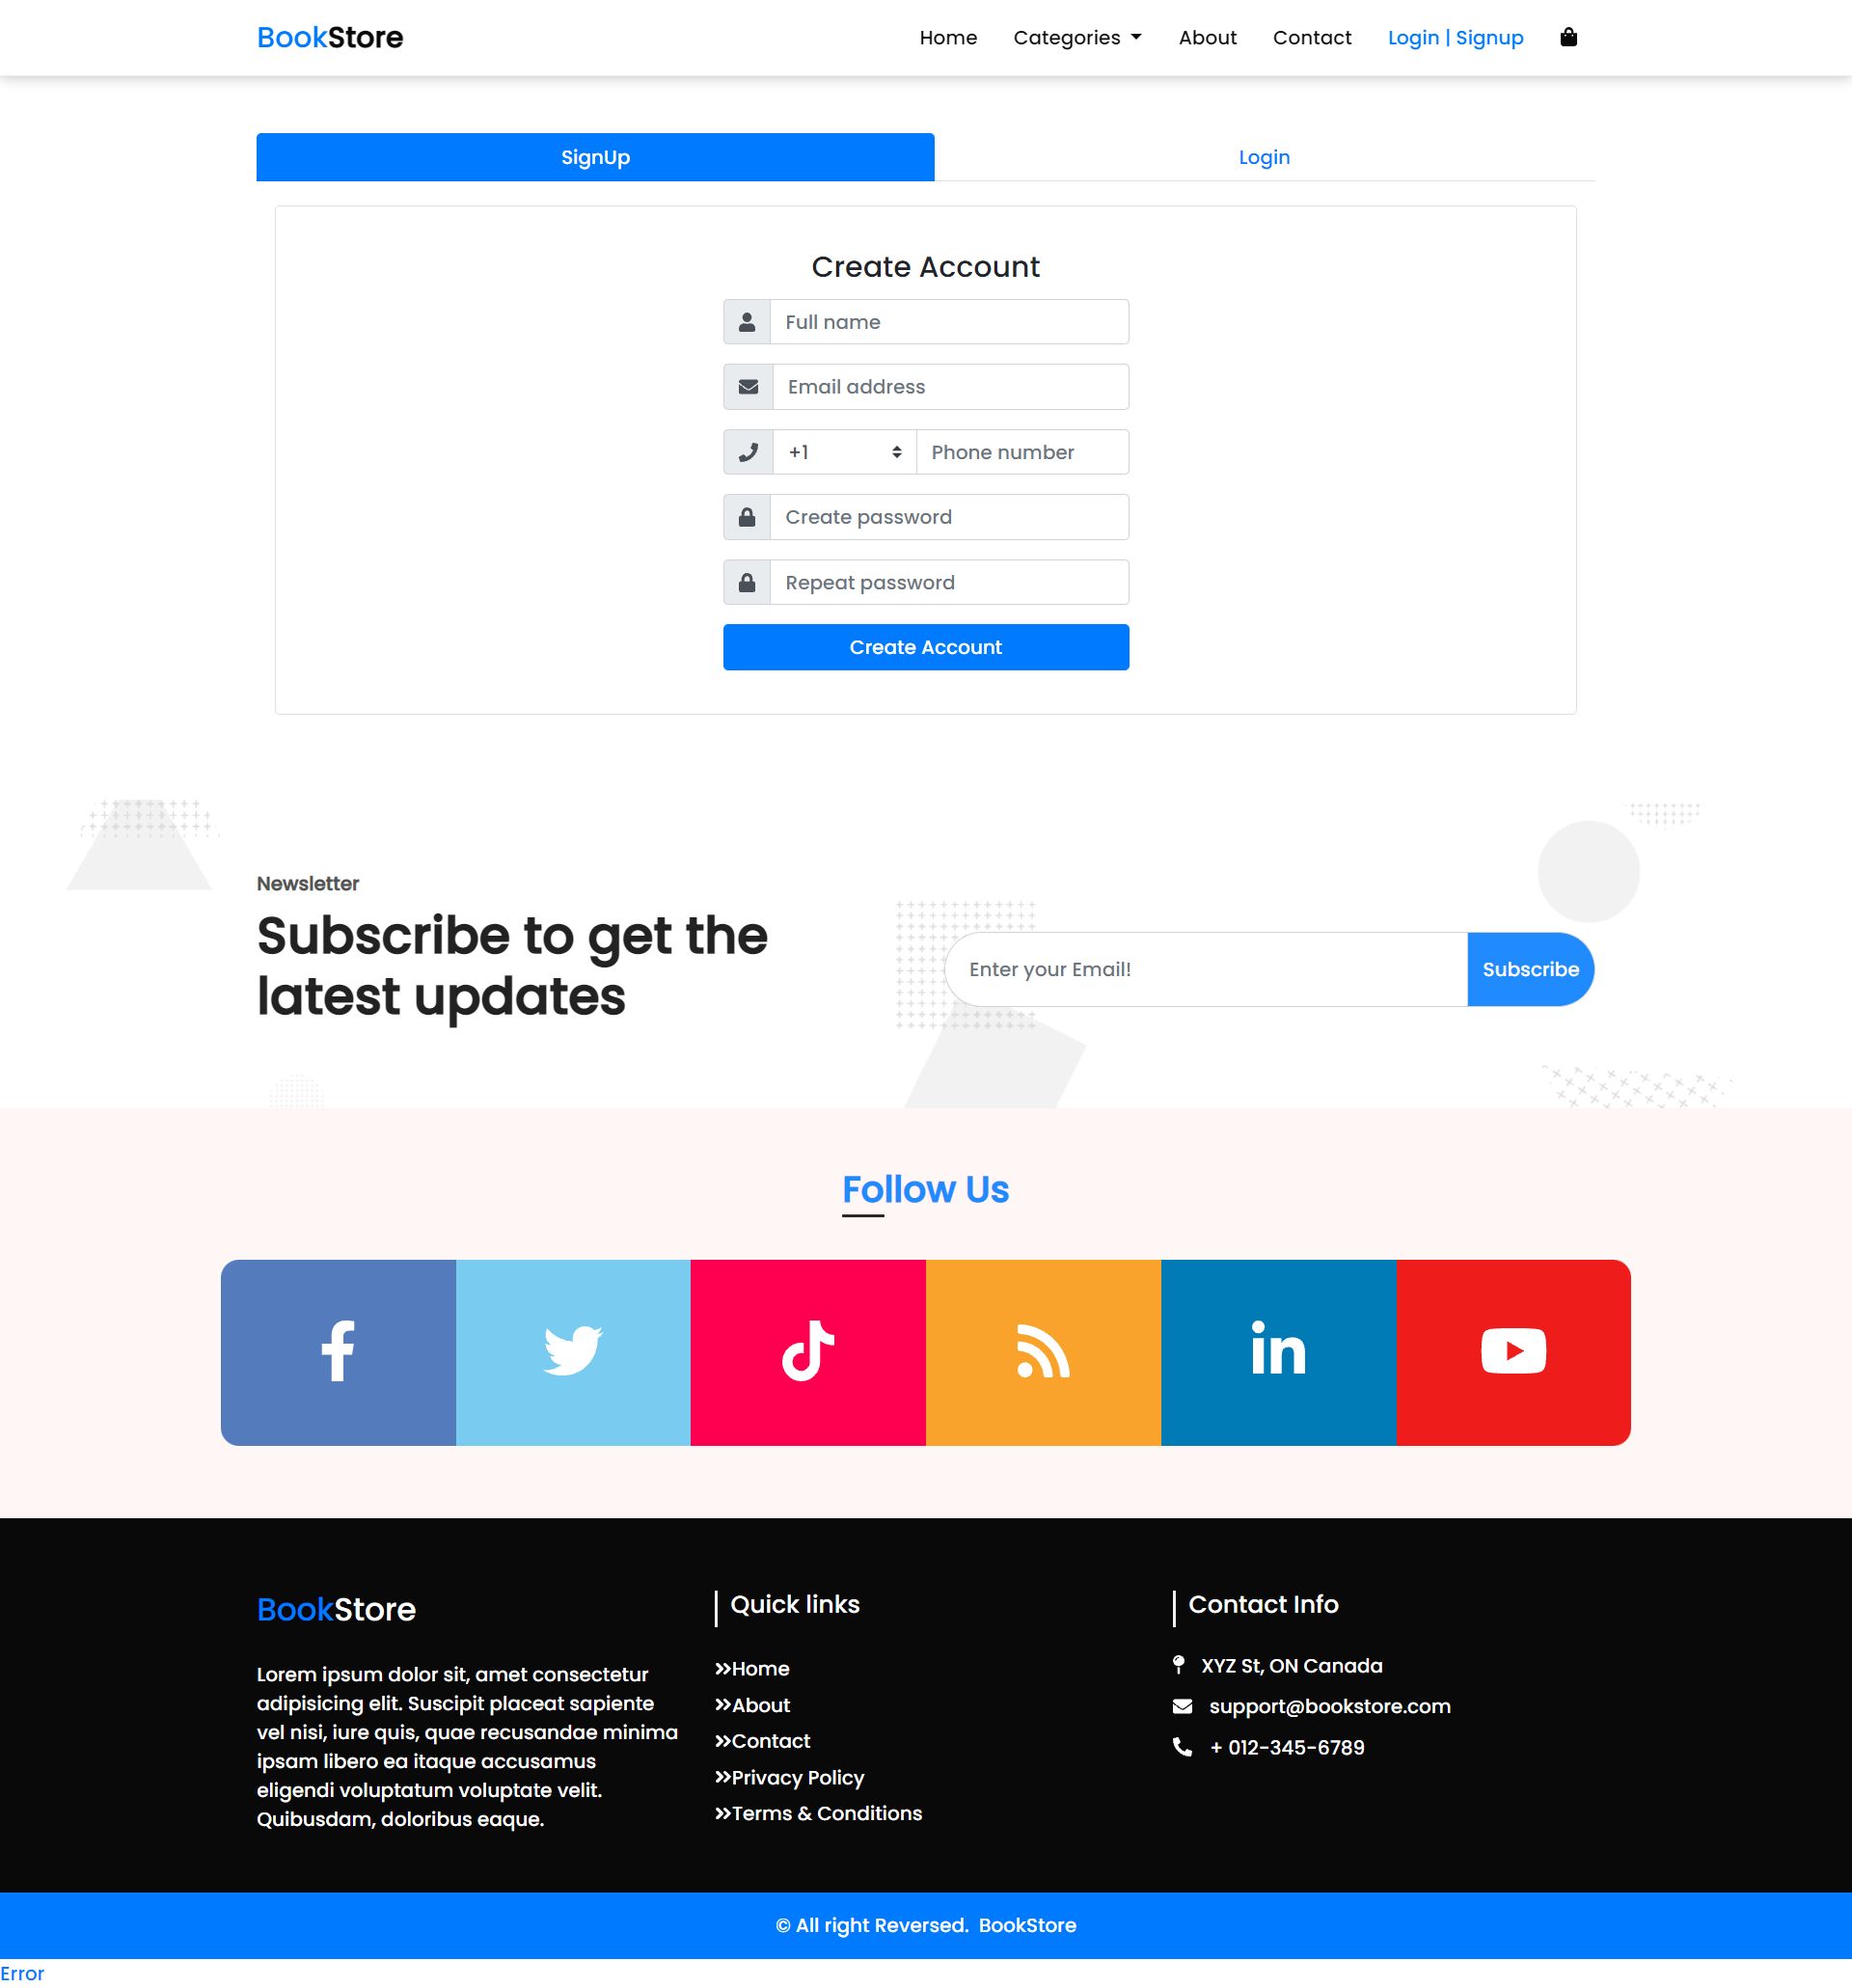 BookStore
Home Categories About Contact Login | Signup
SignUp Login
Create Account
Full name
Email address
+1 Phone number
Create password
Repeat password
Create Account
Newsletter
Subscribe to get the
latest updates
Enter your Email! Subscribe
Follow Us
BookStore
Lorem ipsum dolor sit, amet consectetur
adipisicing elit. Suscipit placeat sapiente
vel nisi, iure quis, quae recusandae minima
ipsam libero ea itaque accusamus
eligendi voluptatum voluptate velit.
Quibusdam, doloribus eaque.
Quick links
Home
About
Contact
Privacy Policy
Terms & Conditions
Contact Info
XYZ St, ON Canada
support@bookstore.com
+ 012-345-6789
© All right Reversed. BookStore
Error